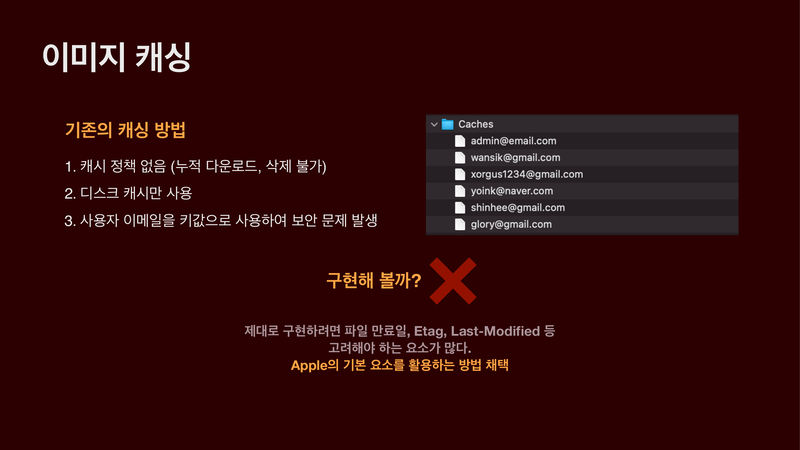 이미지 캐싱
기존의 캐싱 방법
1. 캐시 정책 없음 (누적 다운로드, 삭제 불가)
2. 디스크 캐시만 사용
3. 사용자 이메일을 키값으로 사용하여 보안 문제 발생
Caches
admin@email.com
wansik@gmail.com
xorgus1234@gmail.com
yoink@naver.com
shinhee@gmail.com
glory@gmail.com
구현해 볼까?
제대로 구현하려면 파일 만료일, Etag, Last-Modified 등
고려해야 하는 요소가 많다.
Apple의 기본 요소를 활용하는 방법 채택